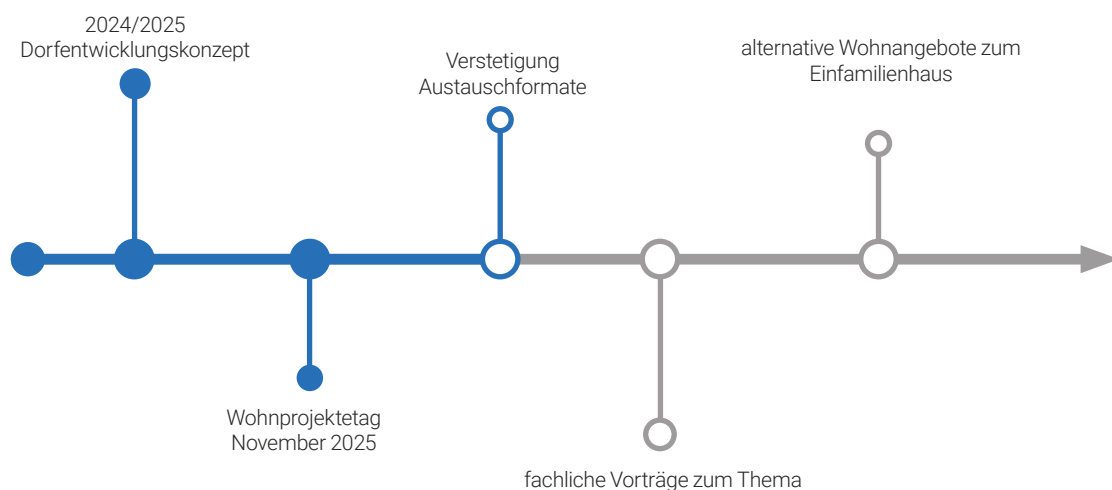 2024/2025
Dorfentwicklungskonzept
Verstetigung
Austauschformate
alternative Wohnangebote zum
Einfamilienhaus
Wohnprojektetag
November 2025
fachliche Vorträge zum Thema